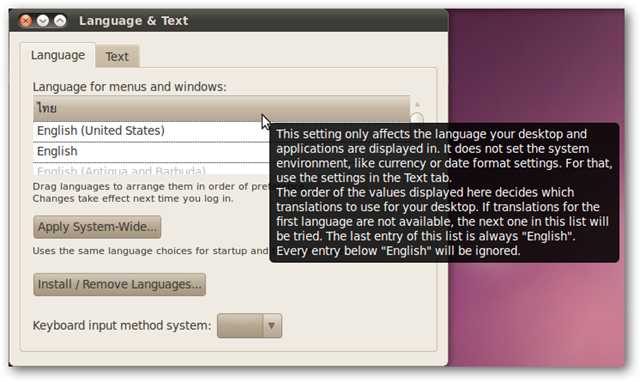 Language & Text
Language
Text
Language for menus and windows:
ไทย
English (United States)
English
English (Antigua and Barbuda)
This setting only affects the language your desktop and
applications are displayed in. It does not set the system
environment, like currency or date format settings. For that,
use the settings in the Text tab.
The order of the values displayed here decides which
translations to use for your desktop. If translations for the
first language are not available, the next one in this list will
be tried. The last entry of this list is always "English".
Every entry below "English" will be ignored.
Drag languages to arrange them in order of
Changes take effect next time you log in.
Apply System-Wide...
Uses the same language choices for startup and
Install / Remove Languages...
Keyboard input method system: